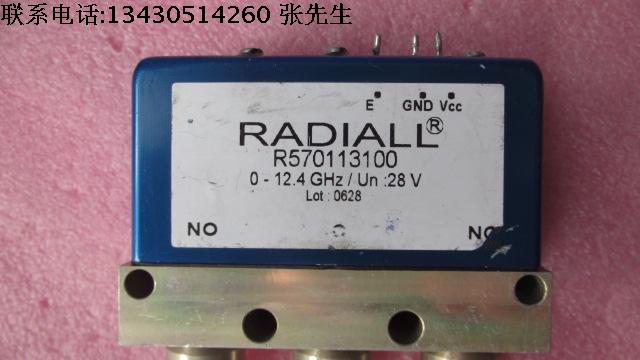 联系电话:13430514260 张先生
E GND Vcc
RADIALL®
R570113100
0 - 12.4 GHz / Un :28 V
Lot : 0628
NO C